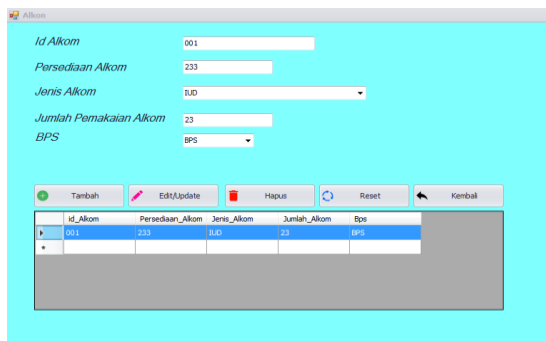 Alkon
Id Alkom 001
Persediaan Alkom 233
Jenis Alkom IUD
Jumlah Pemakaian Alkom 23
BPS BPS
Tambah Edit/Update Hapus Reset Kembali
id_Alkom Persediaan_Alkom Jenis_Alkom Jumlah_Alkom Bps
001 233 IUD 23 BPS